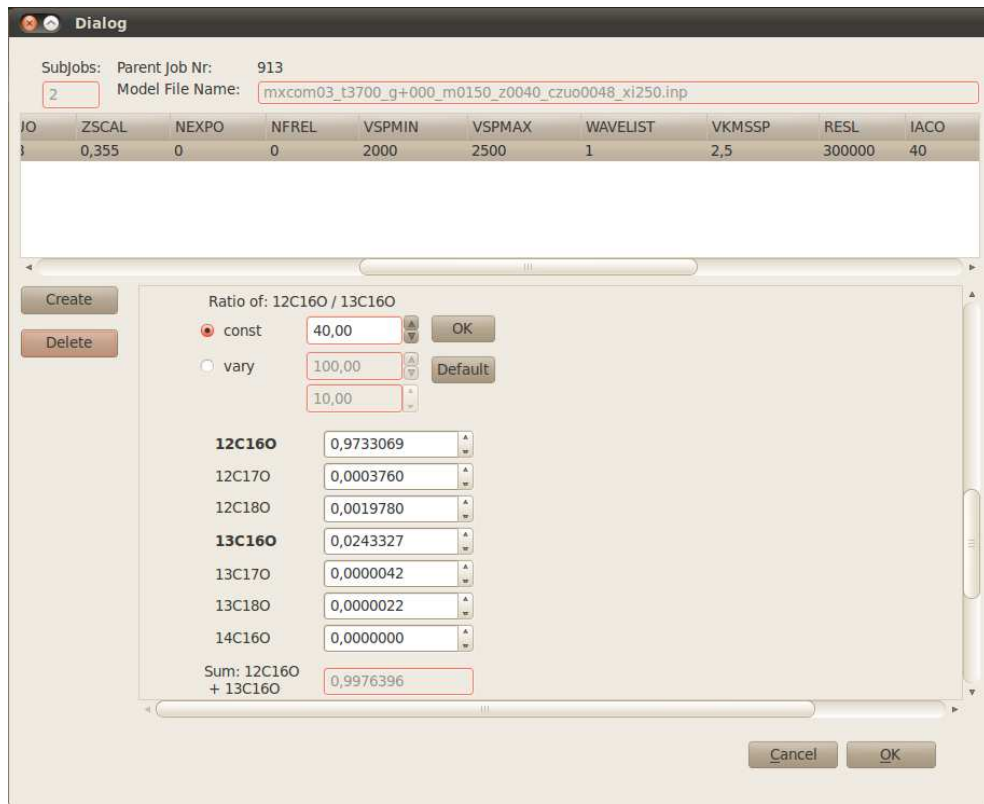 Dialog
SubJobs: Parent Job Nr: 913
2 Model File Name: mxcom03_t3700_g+000_m0150_z0040_czuo0048_xi250.inp
JO ZSCAL NEXPO NFREL VSPMIN VSPMAX WAVELIST VKMSSP RESL IACO
3 0,355 0 0 2000 2500 1 2,5 300000 40
Create
Delete
Ratio of: 12C16O / 13C16O
const 40,00 OK
vary 100,00 Default
10,00
12C16O 0,9733069
12C17O 0,0003760
12C18O 0,0019780
13C16O 0,0243327
13C17O 0,0000042
13C18O 0,0000022
14C16O 0,0000000
Sum: 12C16O
+ 13C16O 0,9976396
Cancel OK